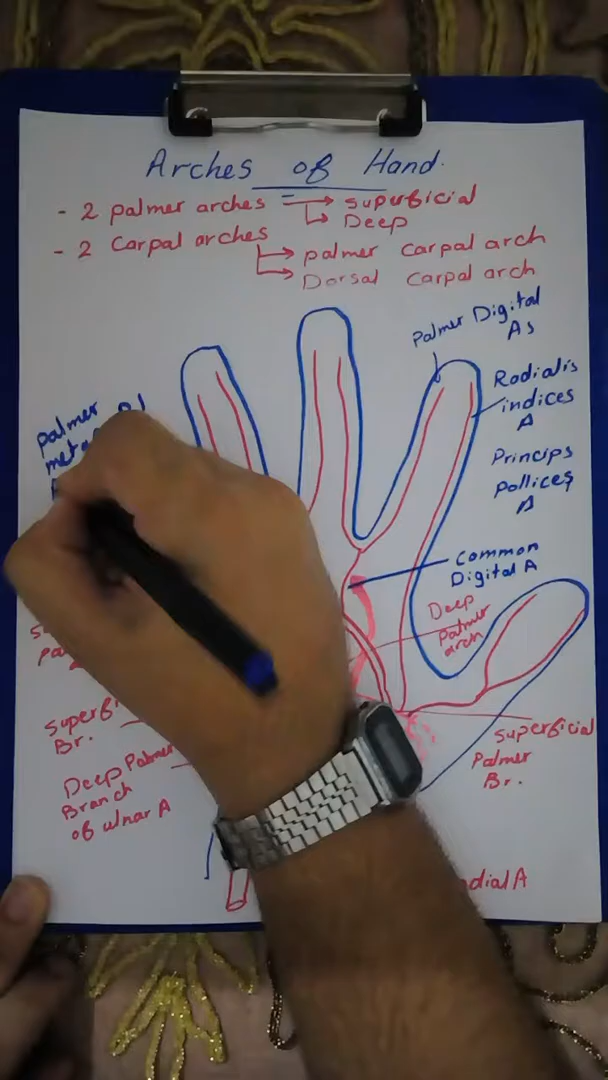 Arches of Hand.
- 2 palmer arches → superficial
↳ Deep
- 2 Carpal arches
→ palmer carpal arch
→ Dorsal carpal arch
Palmer Digital
As
Radialis
indices
A
Princips
pollices
A
palmer
Common
Digital A
Deep
palmer
arch
Br.
Deep Palmer
Branch
of ulnar A
Superficial
Palmer
Br.